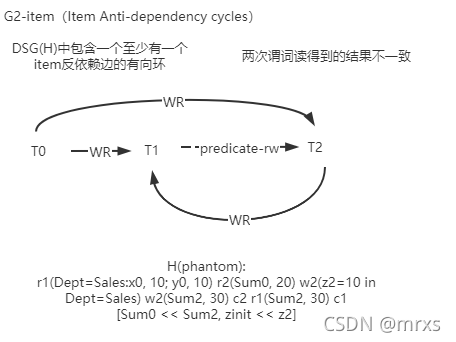 G2-item（Item Anti-dependency cycles）
DSG(H)中包含一个至少有一个
item反依赖边的有向环
两次谓词读得到的结果不一致
WR
T0
WR
T1
predicate-rw
T2
WR
H(phantom):
r1(Dept=Sales:x0, 10; y0, 10) r2(Sum0, 20) w2(z2=10 in
Dept=Sales) w2(Sum2, 30) c2 r1(Sum2, 30) c1
[Sum0 << Sum2, zinit << z2]
CSDN @mrxs